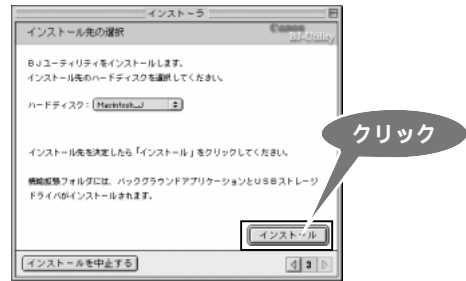 インストーラ
インストール先の選択
Canon
BJ-Utility
BJユーティリティをインストールします。
インストール先のハードディスクを選択してください。
ハードディスク： Macintosh_J
クリック
インストール先を決定したら「インストール」をクリックしてください。
機能拡張フォルダには、バックグラウンドアプリケーションとUSBストレージ
ドライバがインストールされます。
インストール
インストールを中止する
3